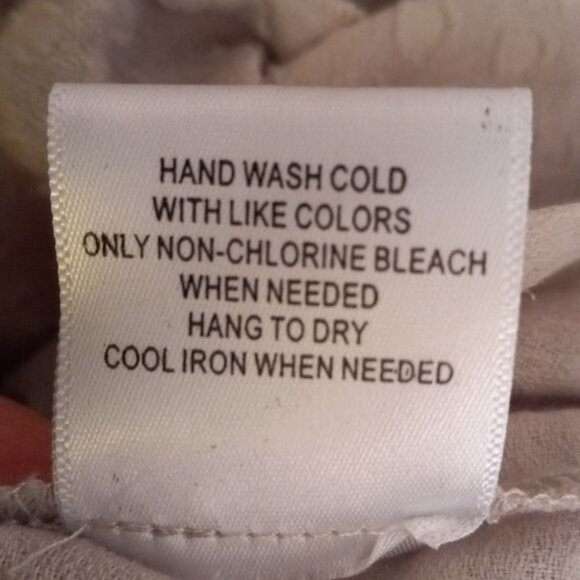 HAND WASH COLD
WITH LIKE COLORS
ONLY NON-CHLORINE BLEACH
WHEN NEEDED
HANG TO DRY
COOL IRON WHEN NEEDED